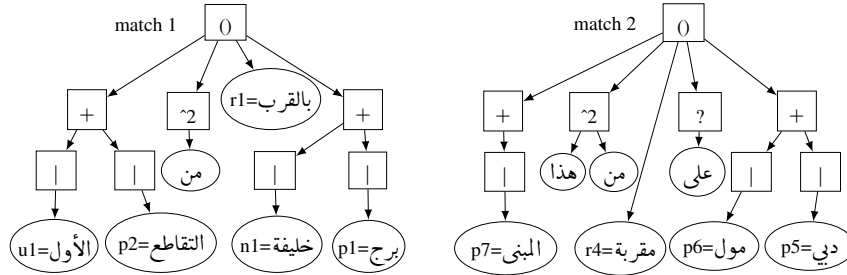 match 1 () match 2 ()
r1=بالقرب
+ ^2 + + ^2 ? +
| | من | | | هذا من على | |
u1=الأول p2=التقاطع n1=خليفة p1=برج p7=المبنى r4=مقربة p6=مول p5=دبي